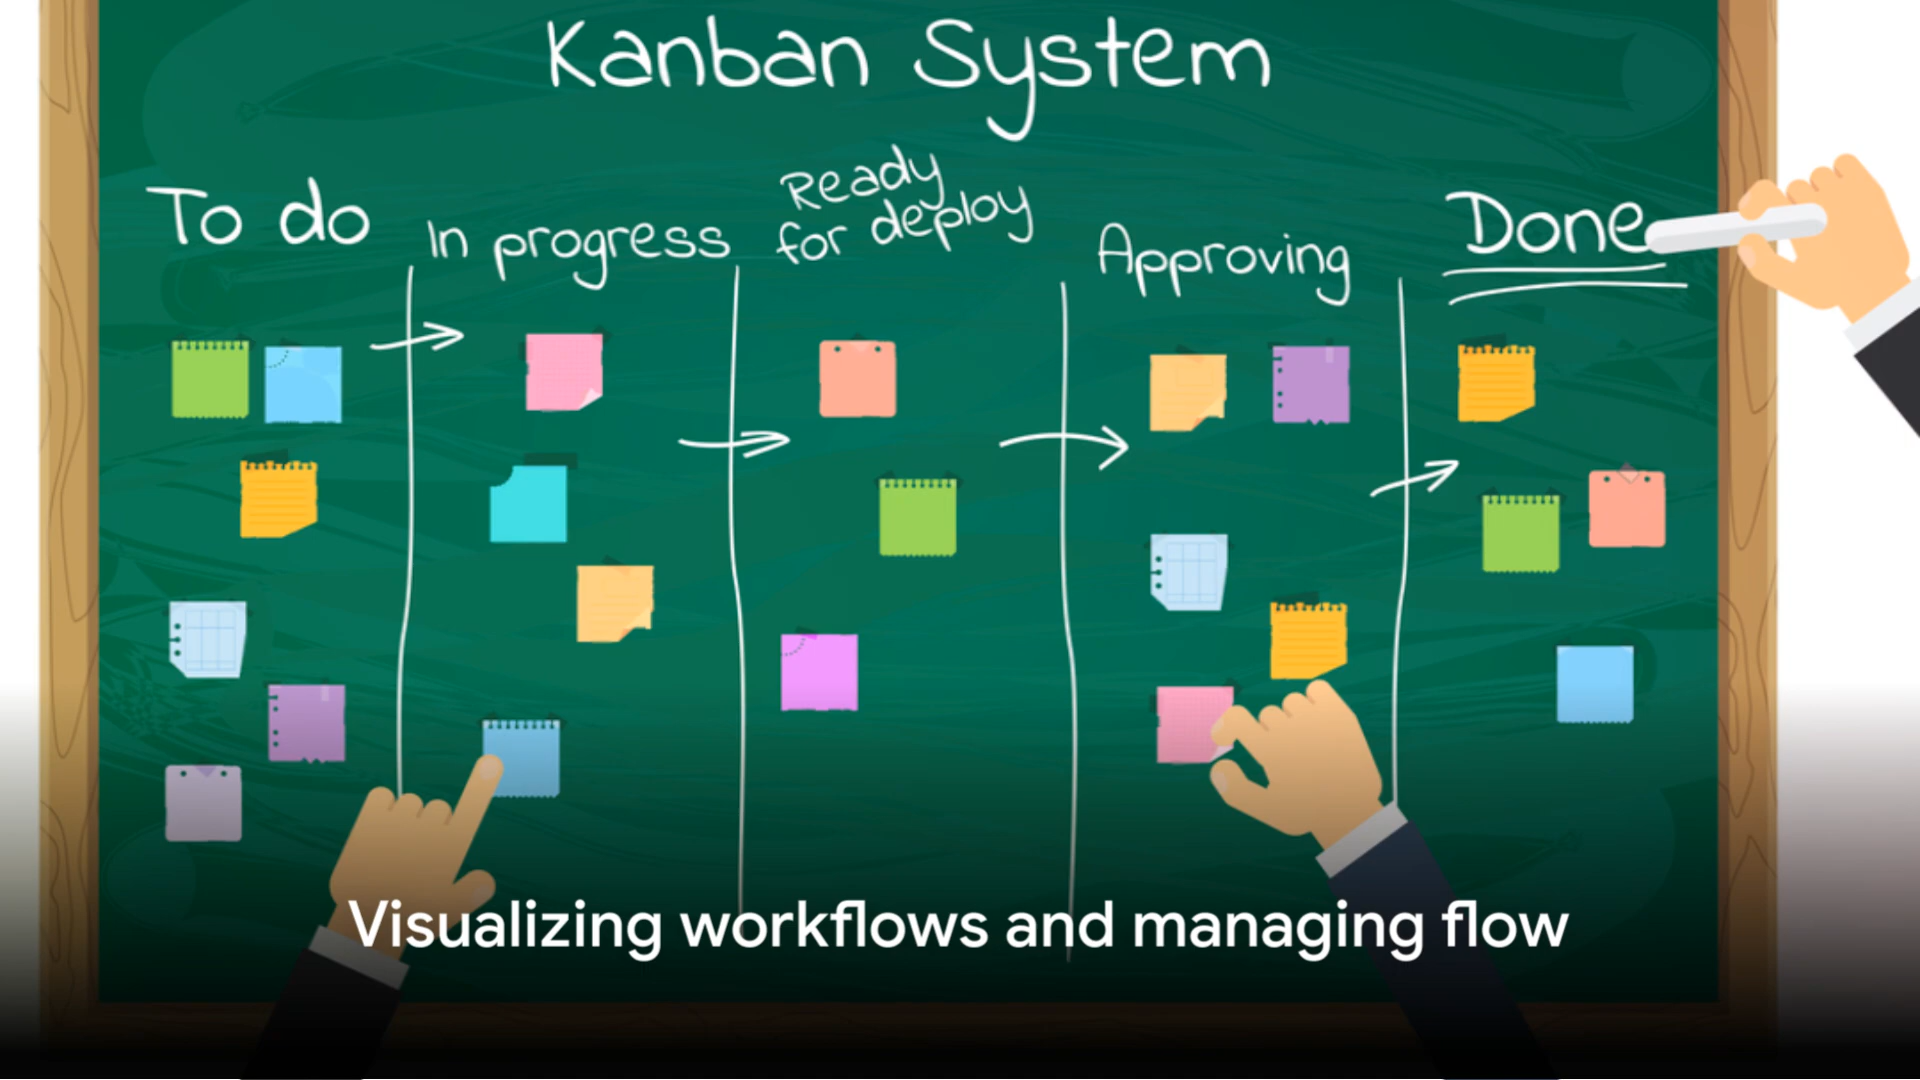 Kanban System
To do
In progress
Ready
for deploy
Approving
Done
Visualizing workflows and managing flow